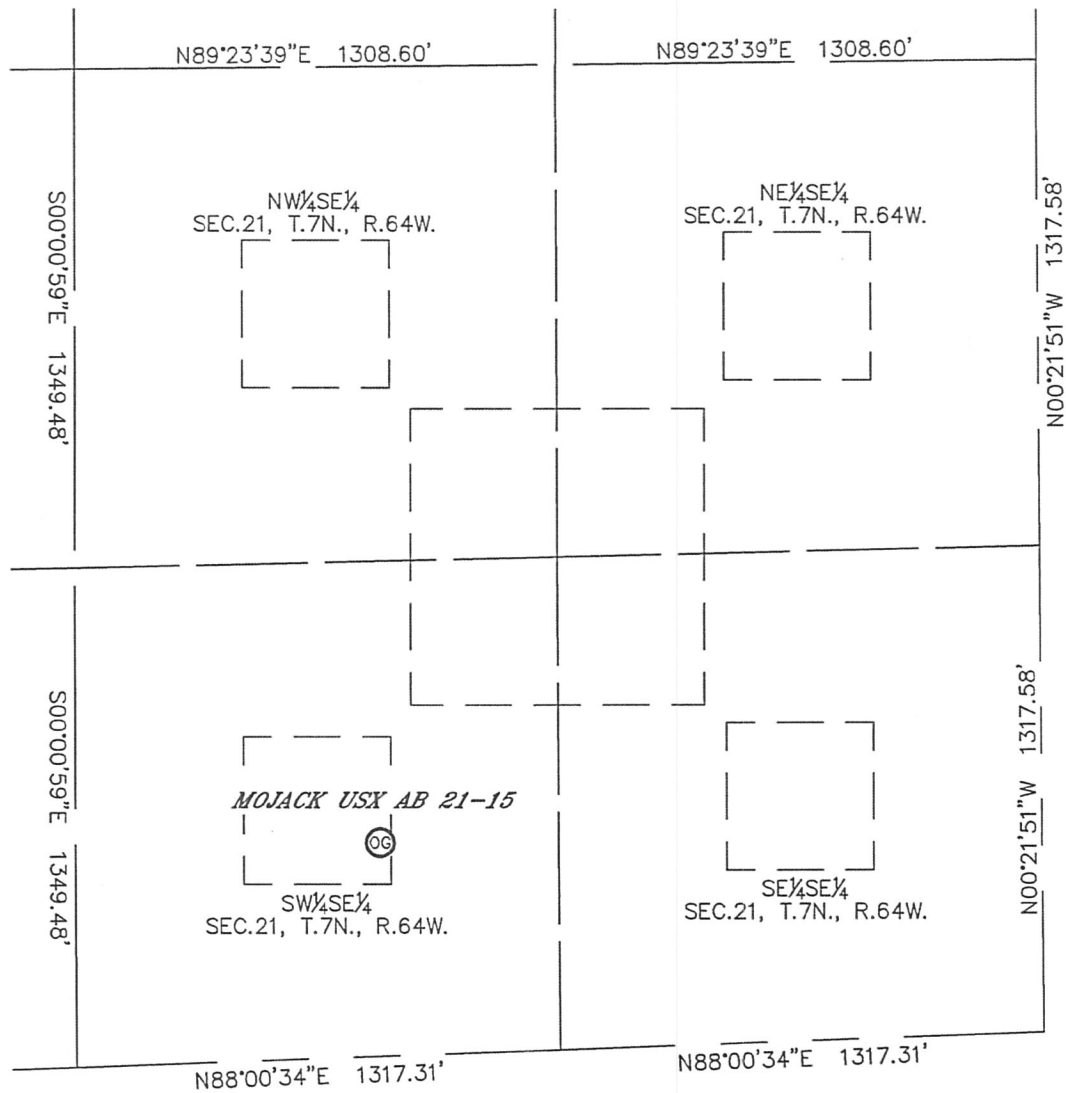 N89°23'39"E 1308.60'
N89°23'39"E 1308.60'
S00°00'59"E 1349.48'
NW¼SE¼
SEC.21, T.7N., R.64W.
NE¼SE¼
SEC.21, T.7N., R.64W.
N00°21'51"W 1317.58'
S00°00'59"E 1349.48'
MOJACK USX AB 21-15
OG
SW¼SE¼
SEC.21, T.7N., R.64W.
SE¼SE¼
SEC.21, T.7N., R.64W.
N00°21'51"W 1317.58'
N88°00'34"E 1317.31'
N88°00'34"E 1317.31'